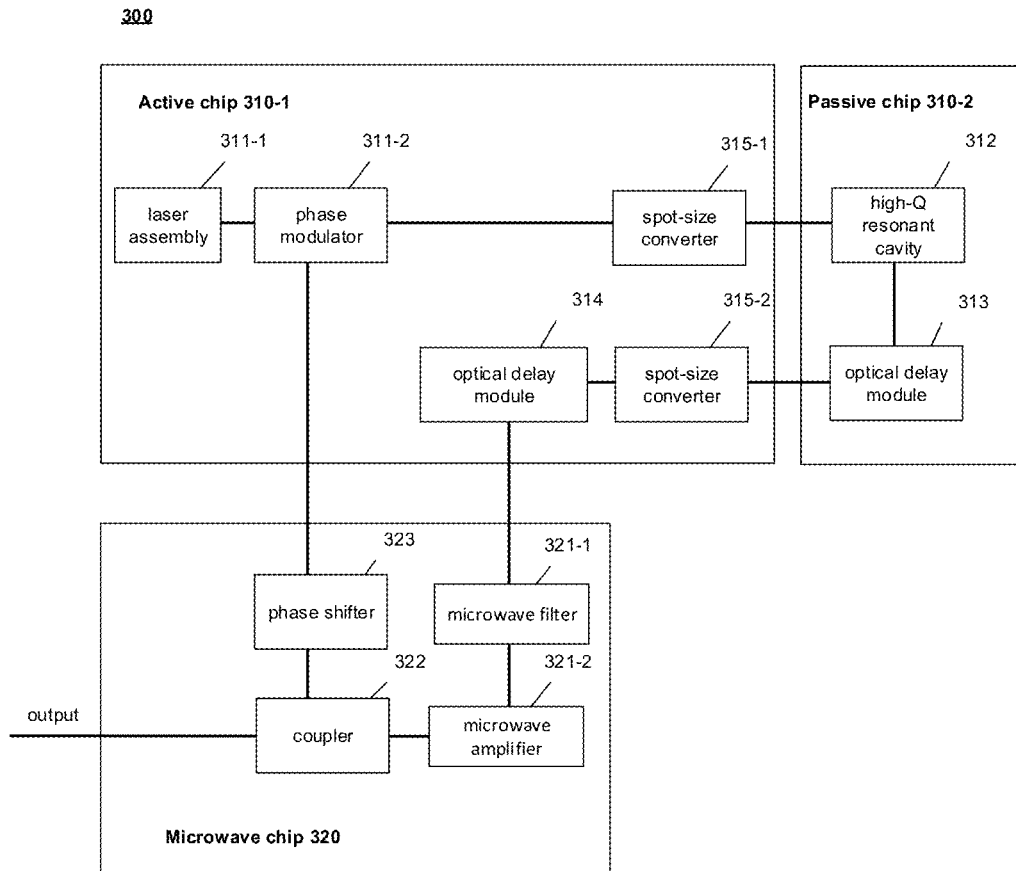 300
Active chip 310-1
Passive chip 310-2
311-1
311-2
315-1
312
laser
assembly
phase
modulator
spot-size
converter
high-Q
resonant
cavity
314
315-2
313
optical delay
module
spot-size
converter
optical delay
module
323
321-1
phase shifter
microwave filter
322
321-2
output
coupler
microwave
amplifier
Microwave chip 320